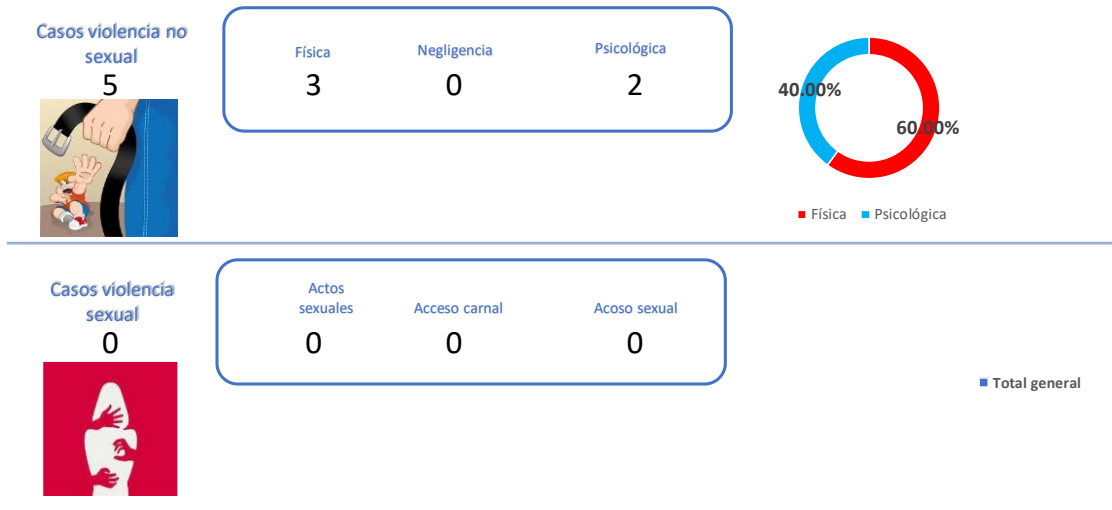 Casos violencia no
sexual
5
Física
3
Negligencia
0
Psicológica
2
40.00%
60.00%
Física
Psicológica
Casos violencia
sexual
0
Actos
sexuales
0
Acceso carnal
0
Acoso sexual
0
Total general